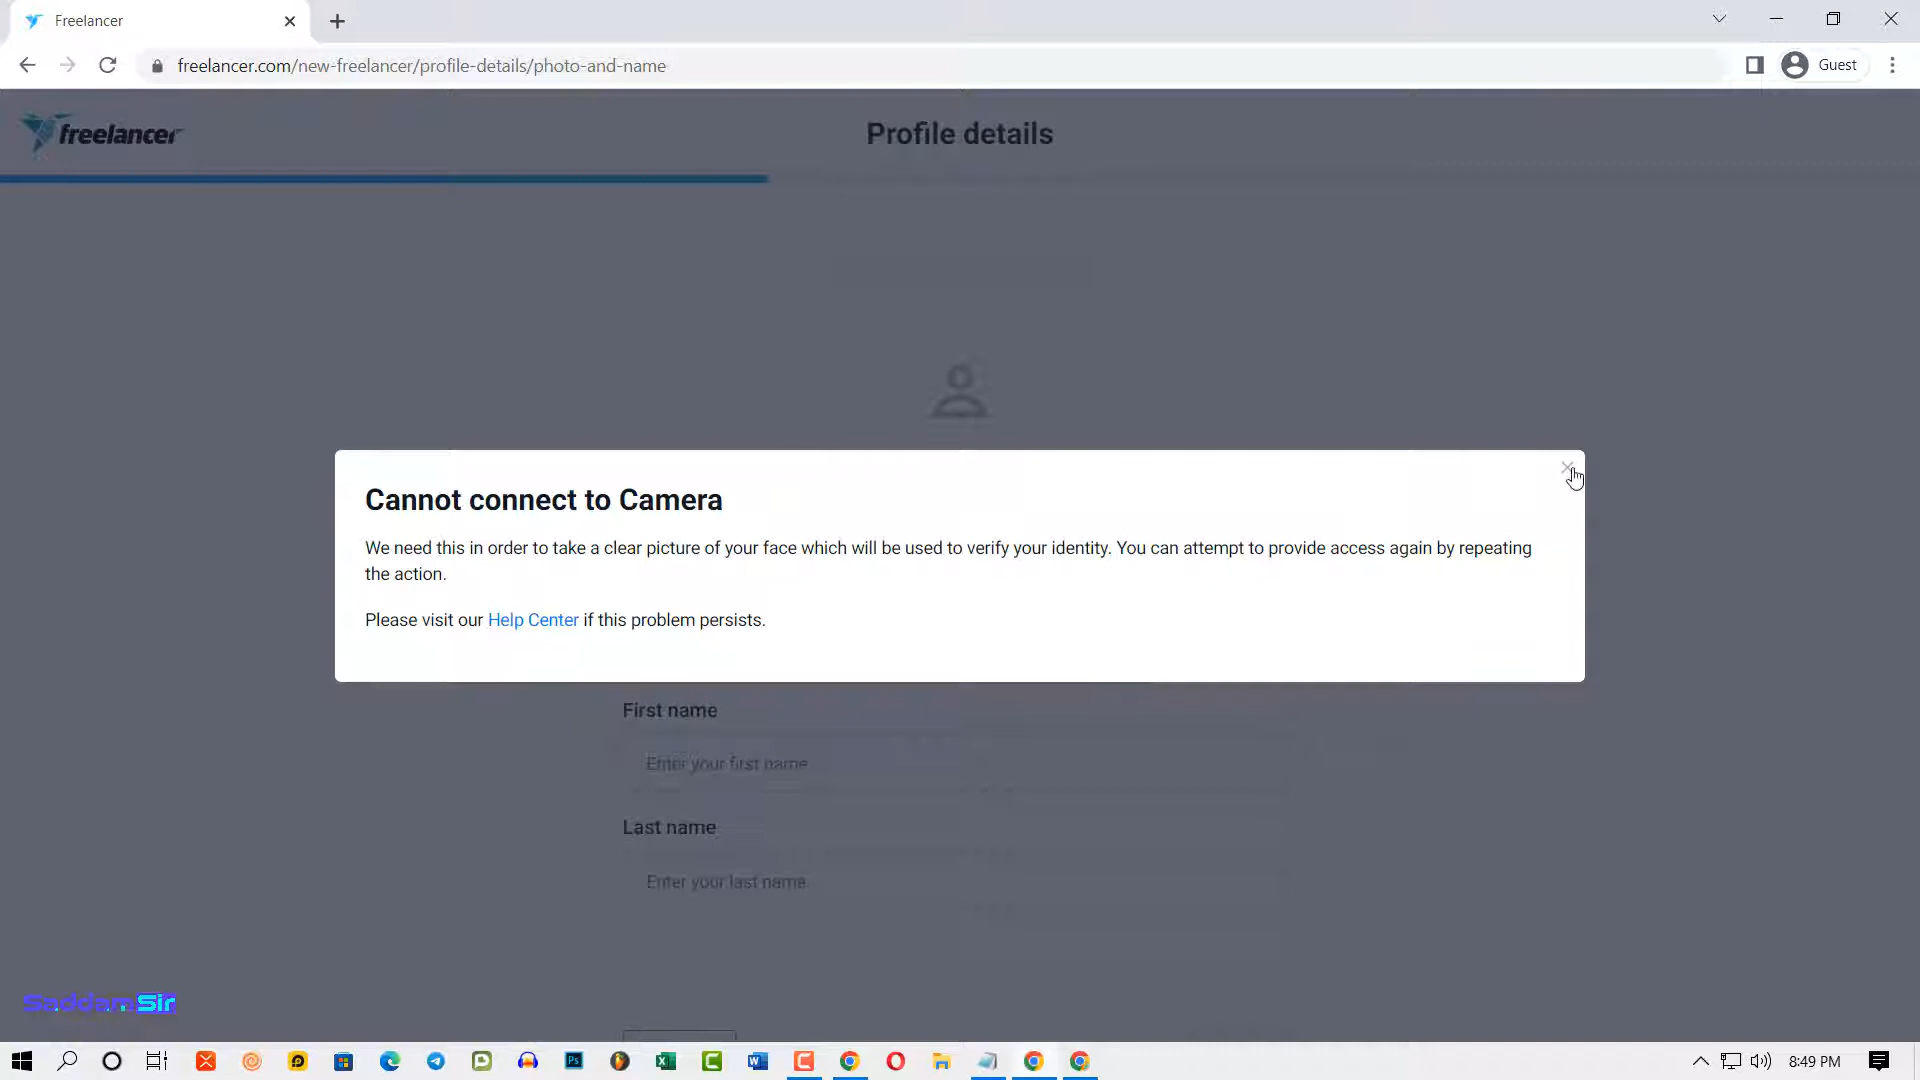 Freelancer
freelancer.com/new-freelancer/profile-details/photo-and-name
Guest
freelancer
Profile details
Cannot connect to Camera
We need this in order to take a clear picture of your face which will be used to verify your identity. You can attempt to provide access again by repeating
the action.
Please visit our Help Center if this problem persists.
First name
Enter your first name
Last name
Enter your last name
SaddamSir
8:49 PM